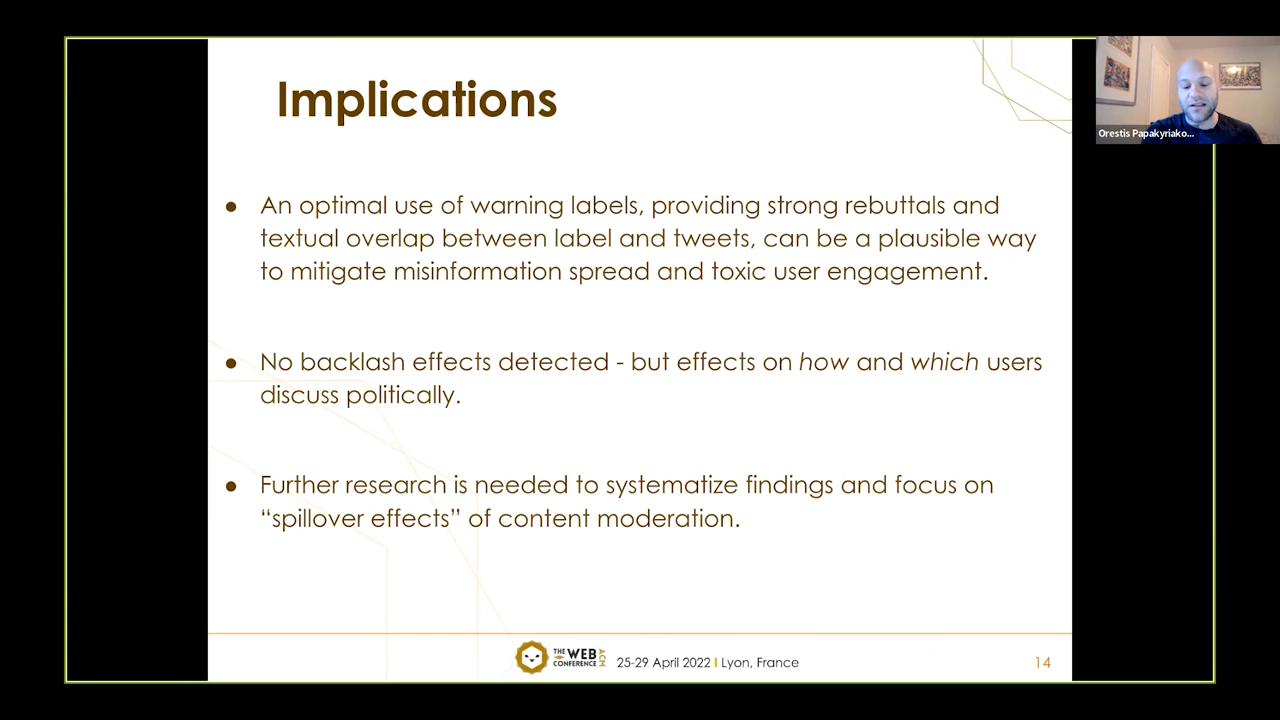 Implications
Orestis Papakyriako...
● An optimal use of warning labels, providing strong rebuttals and
textual overlap between label and tweets, can be a plausible way
to mitigate misinformation spread and toxic user engagement.
● No backlash effects detected - but effects on how and which users
discuss politically.
● Further research is needed to systematize findings and focus on
“spillover effects” of content moderation.
THE WEB CONFERENCE ACM
25-29 April 2022 I Lyon, France
14